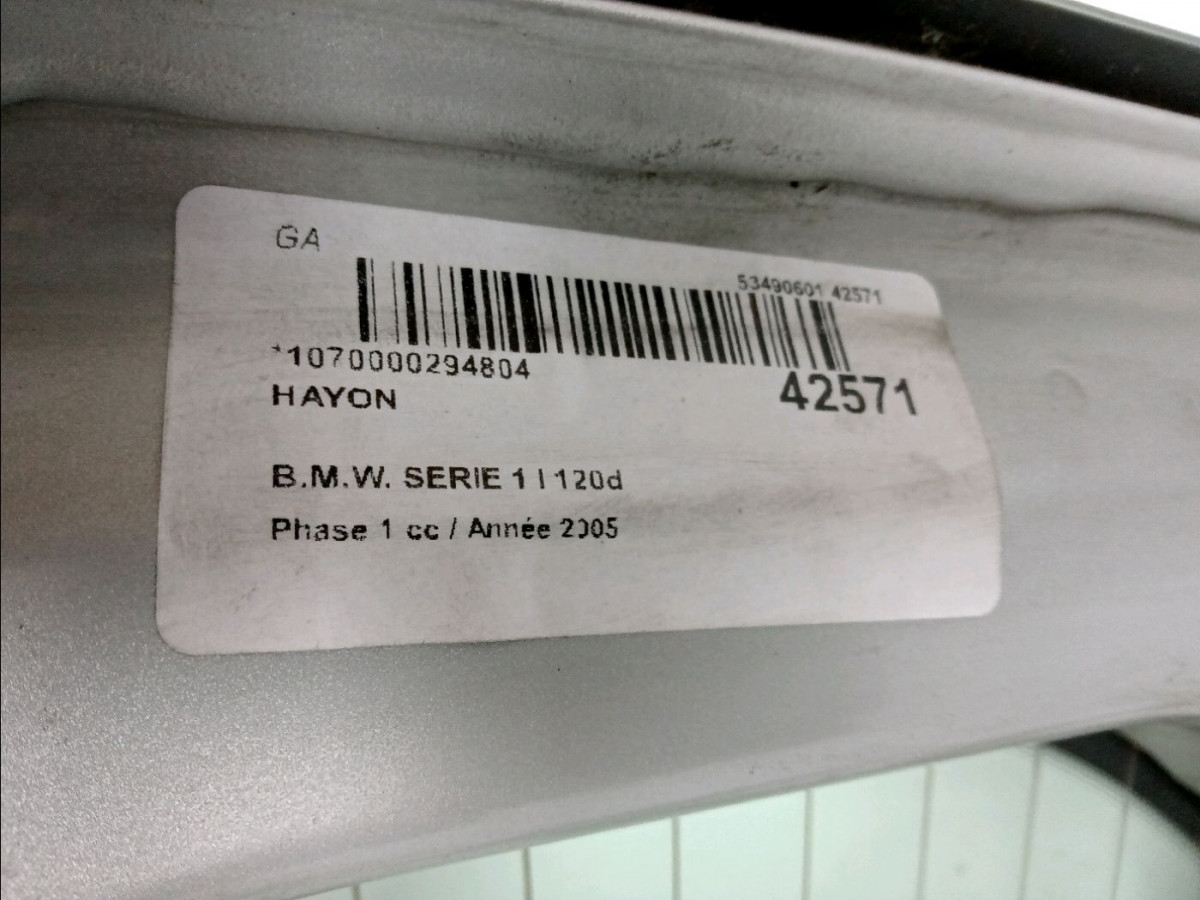 GA
53490601 42571
*1070000294804
42571
HAYON
B.M.W. SERIE 1 I 120d
Phase 1 cc / Année 2005